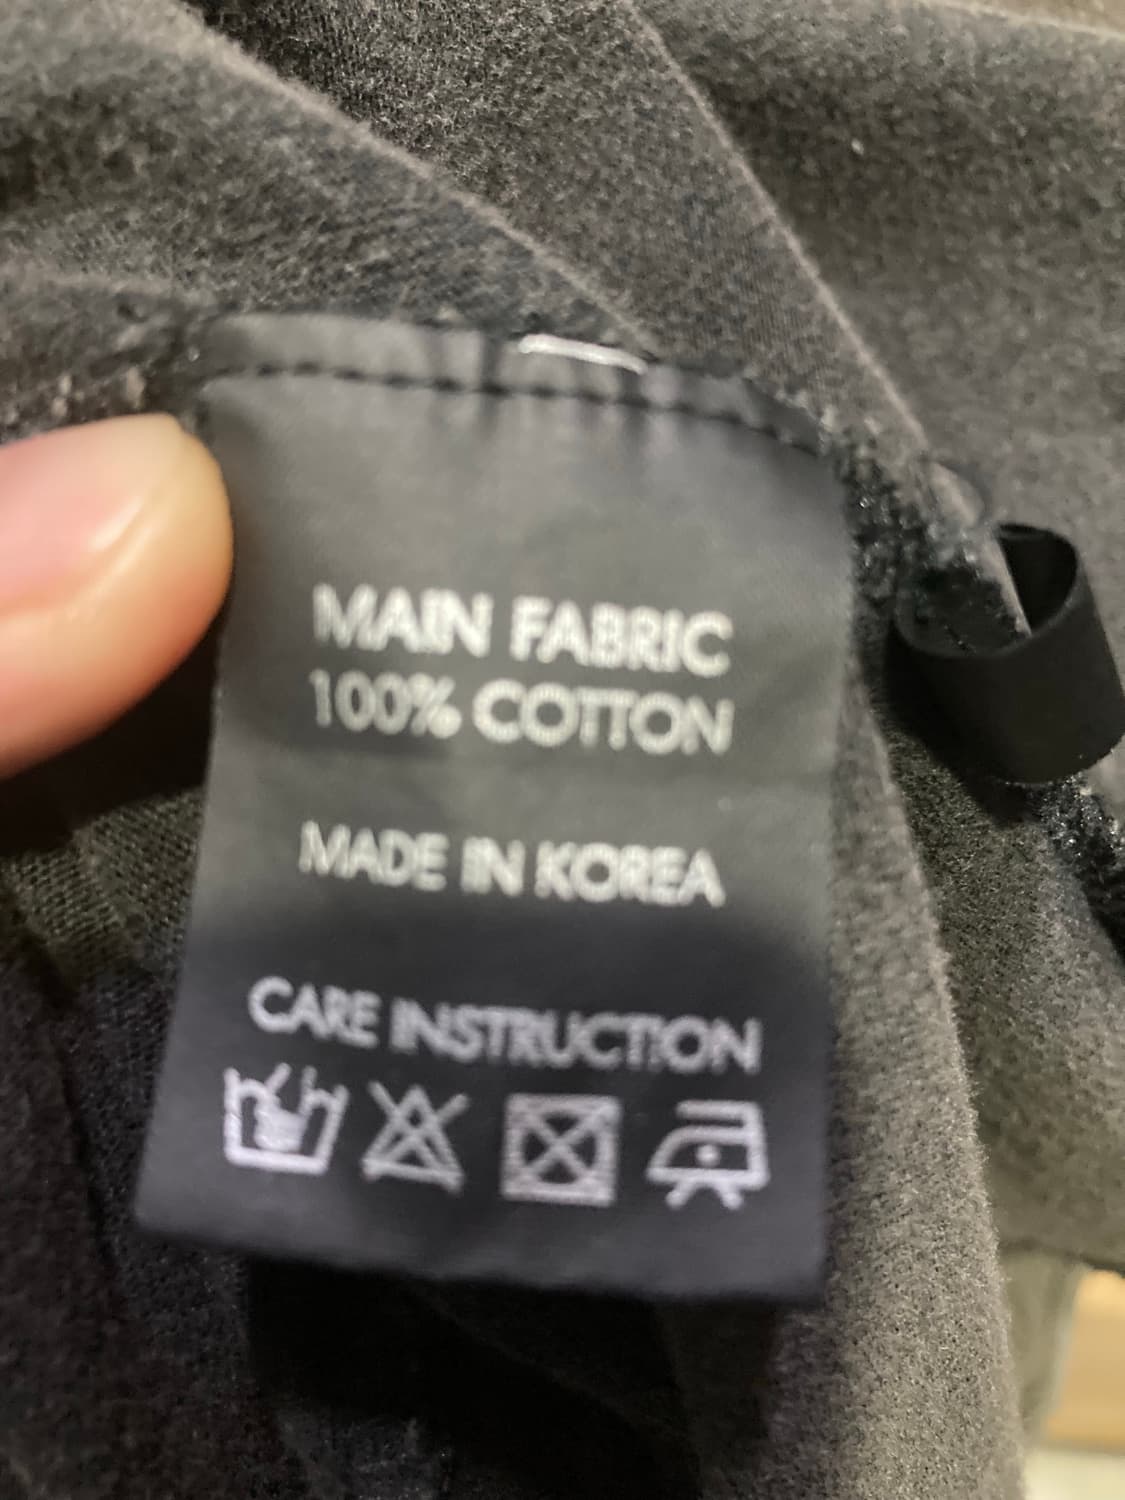 MAIN FABRIC
100% COTTON
MADE IN KOREA
CARE INSTRUCTION